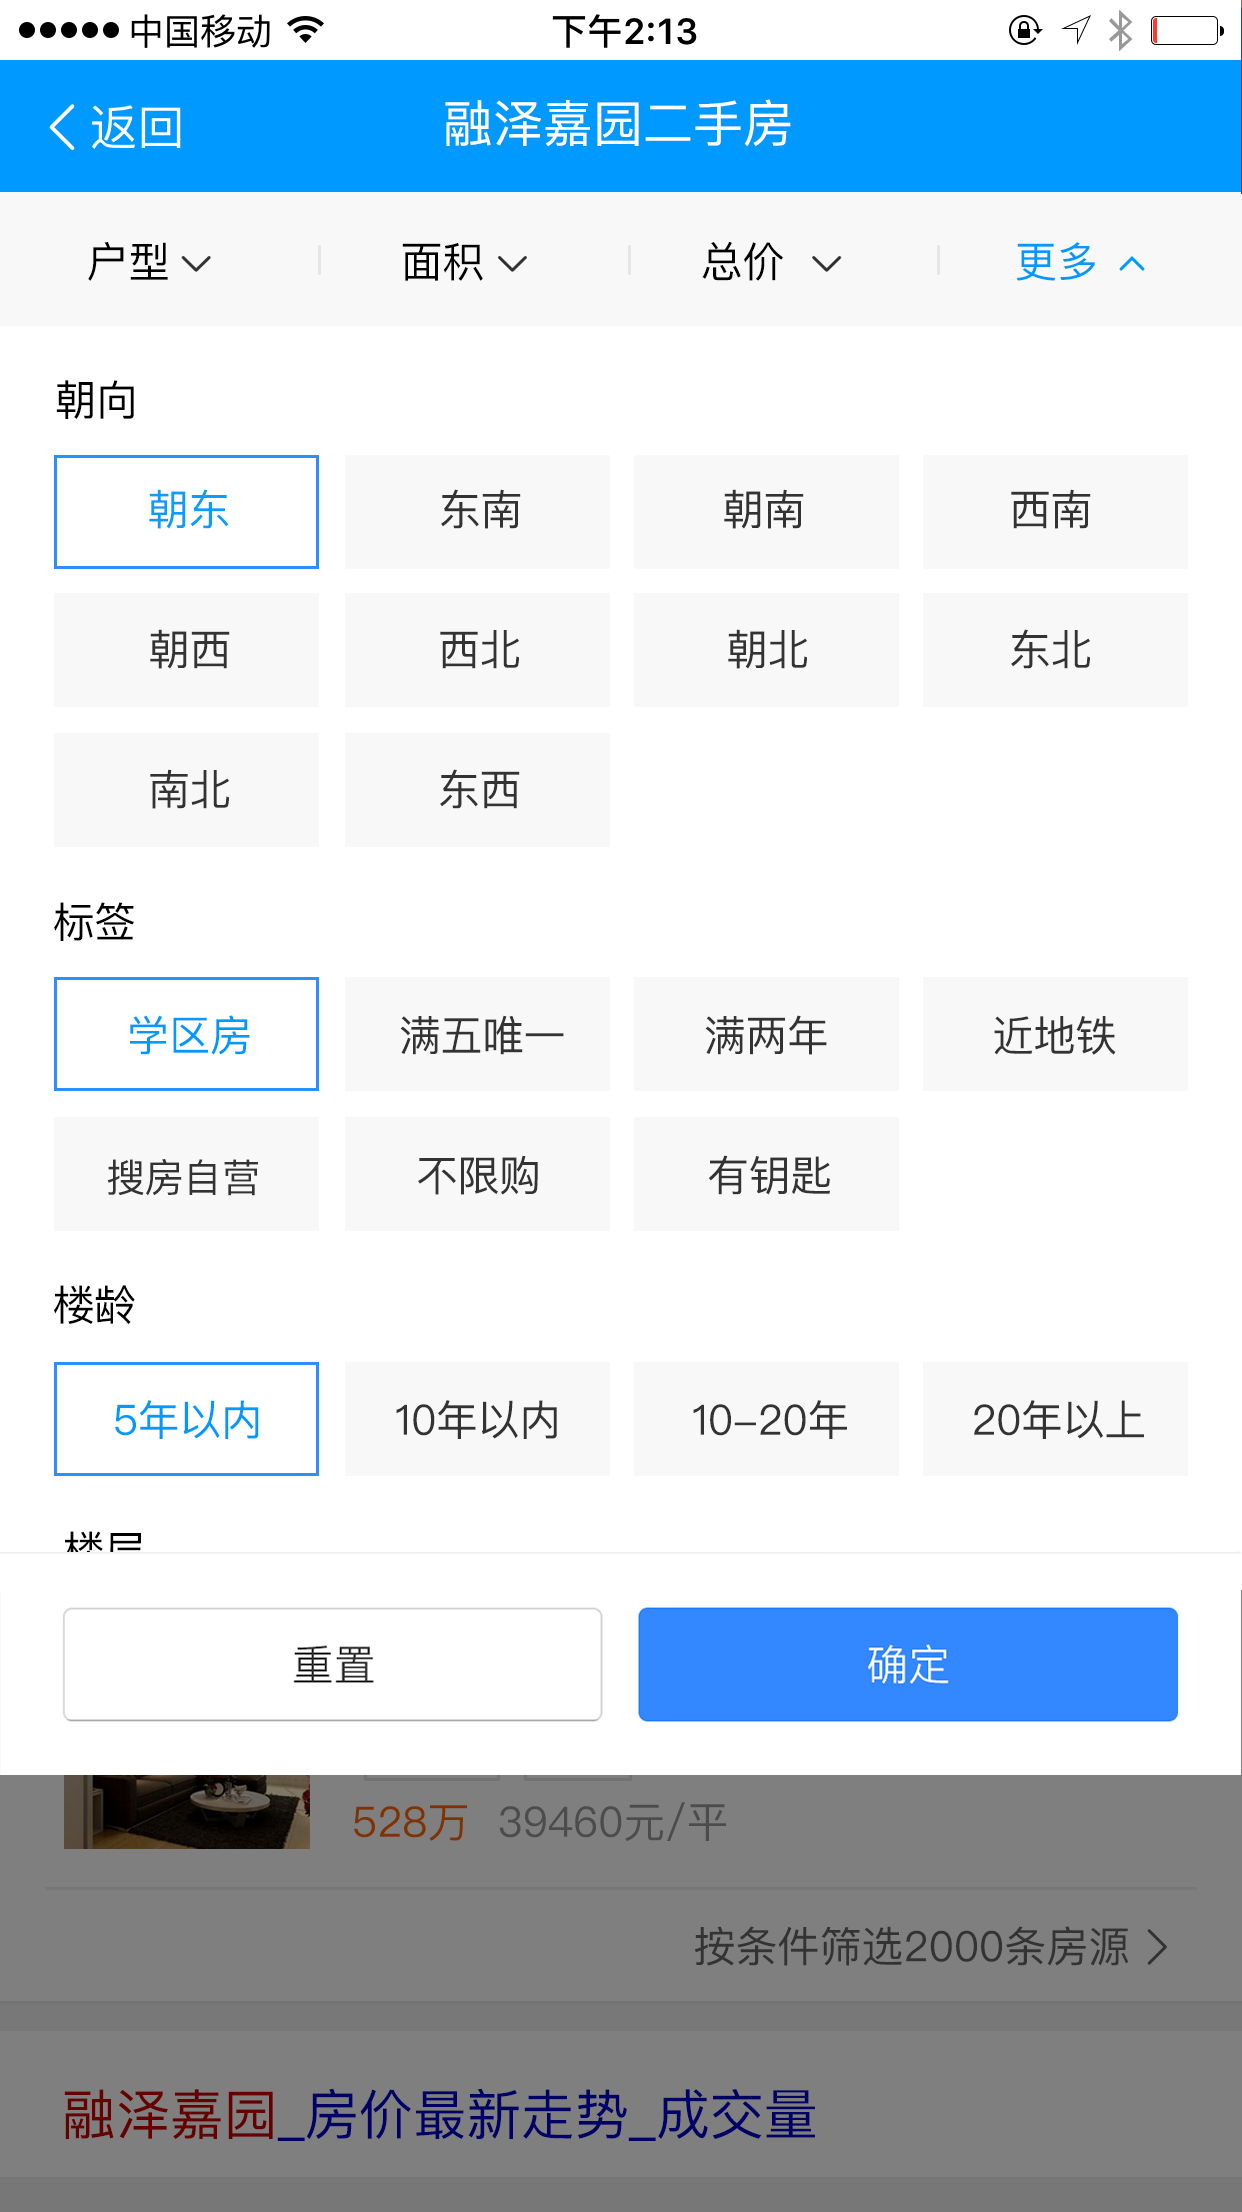 中国移动 下午2:13
返回 融泽嘉园二手房
户型 面积 总价 更多
朝向
朝东 东南 朝南 西南
朝西 西北 朝北 东北
南北 东西
标签
学区房 满五唯一 满两年 近地铁
搜房自营 不限购 有钥匙
楼龄
5年以内 10年以内 10-20年 20年以上
重置 确定
528万 39460元/平
按条件筛选2000条房源
融泽嘉园_房价最新走势_成交量